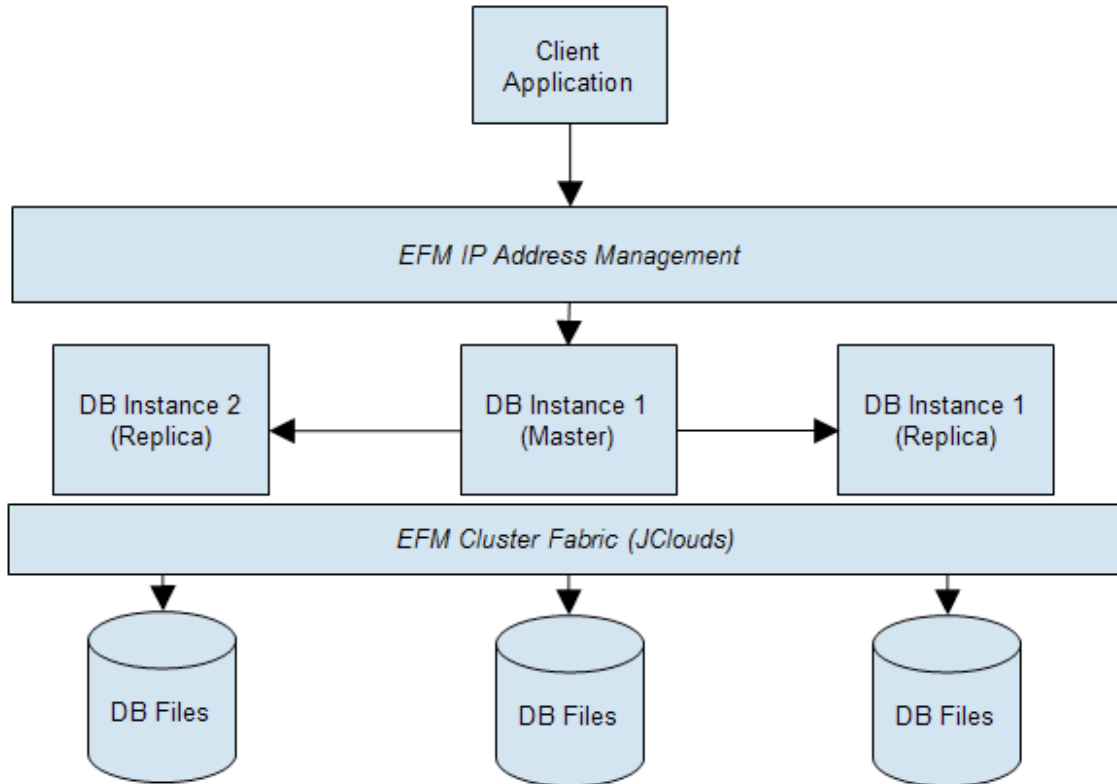 Client
Application
EFM IP Address Management
DB Instance 2
(Replica)
DB Instance 1
(Master)
DB Instance 1
(Replica)
EFM Cluster Fabric (JClouds)
DB Files
DB Files
DB Files